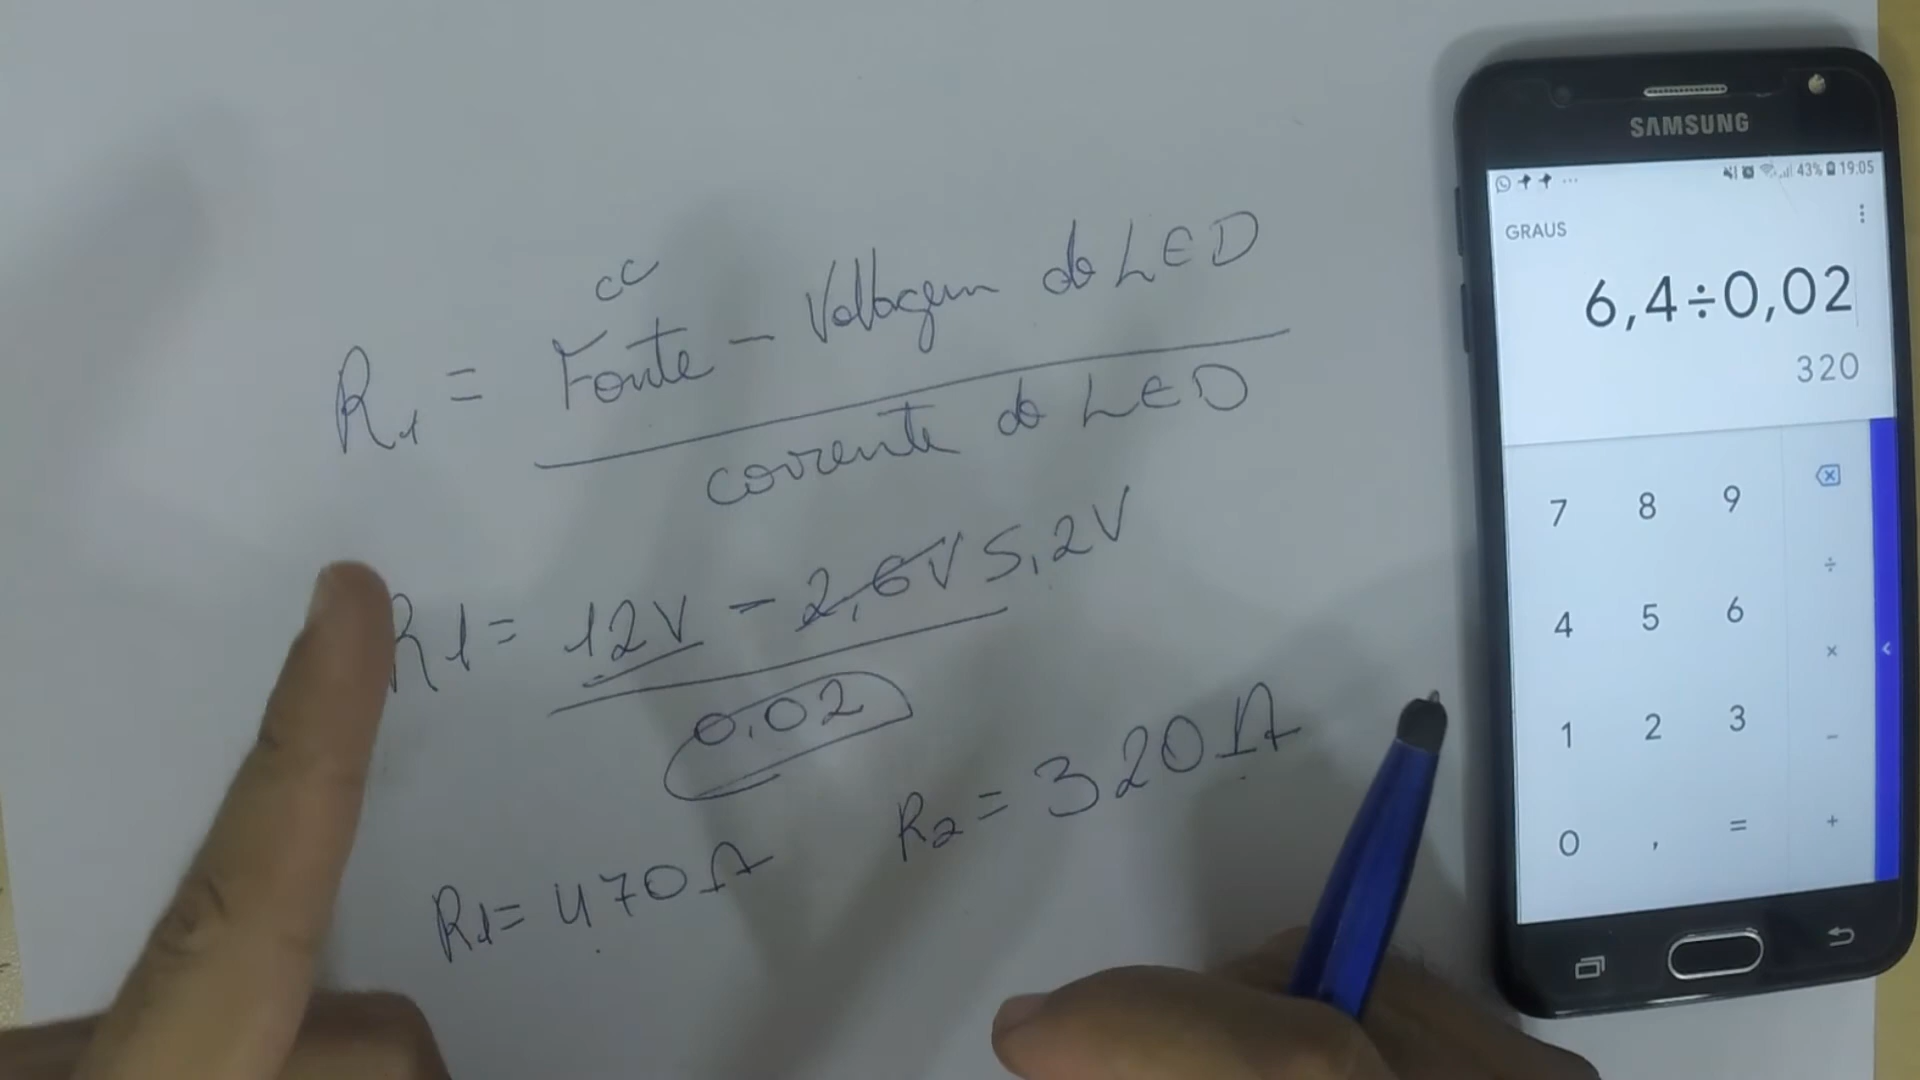 cc
R1 = Fonte - Voltagem do LED
corrente do LED
R1 = 12V - 2,6V 5,2V
0,02
R1 = 470Ω
R2 = 320Ω
SAMSUNG
43% 19:05
GRAUS
6,4÷0,02
320
7 8 9
÷
4 5 6
×
1 2 3
−
0 , =
+